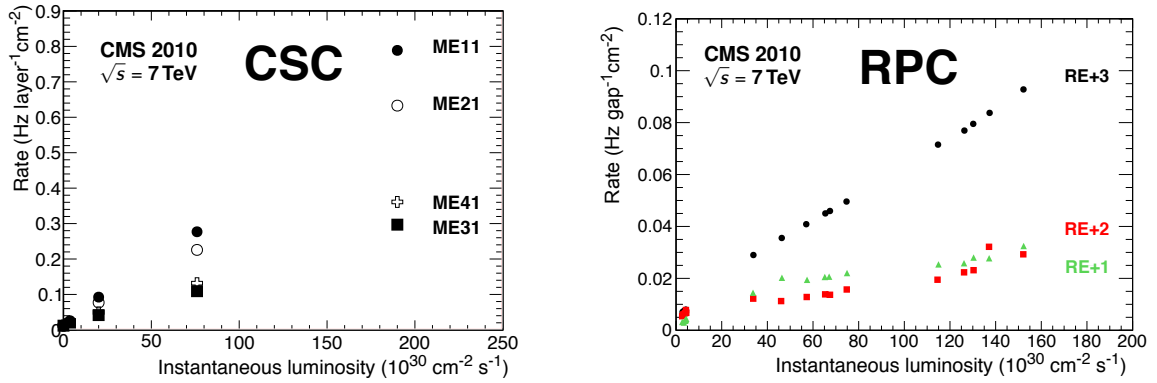 0.9
0.8
0.7
0.6
0.5
0.4
0.3
0.2
0.1
0
Rate (Hz layer⁻¹cm⁻²)
CMS 2010
√s = 7 TeV
CSC
ME11
ME21
ME41
ME31
0 50 100 150 200 250
Instantaneous luminosity (10³⁰ cm⁻² s⁻¹)
0.12
0.1
0.08
0.06
0.04
0.02
0
Rate (Hz gap⁻¹cm⁻²)
CMS 2010
√s = 7 TeV
RPC
RE+3
RE+2
RE+1
0 20 40 60 80 100 120 140 160 180 200
Instantaneous luminosity (10³⁰ cm⁻² s⁻¹)